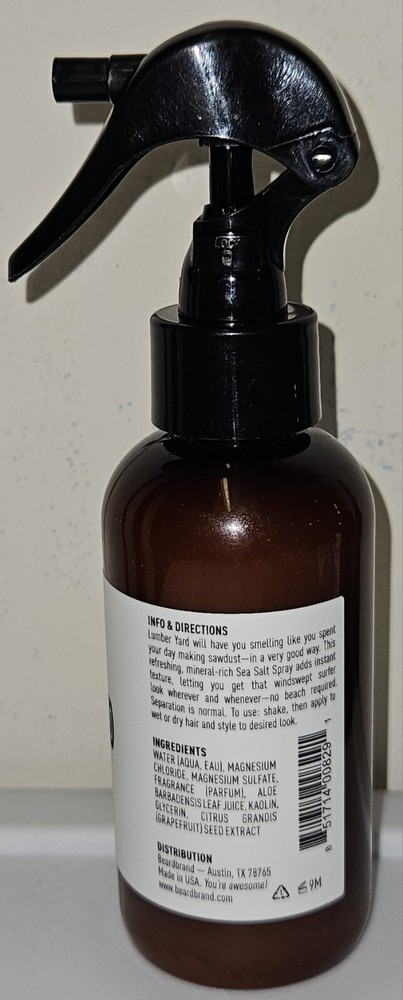 INFO & DIRECTIONS
Lumber Yard will have you smelling like you spent
your day making sawdust—in a very good way. This
refreshing, mineral-rich Sea Salt Spray adds instant
texture, letting you get that windswept surfer
look wherever and whenever—no beach required.
Separation is normal. To use: shake, then apply to
wet or dry hair and style to desired look.
INGREDIENTS
WATER (AQUA, EAU), MAGNESIUM
CHLORIDE, MAGNESIUM SULFATE,
FRAGRANCE (PARFUM), ALOE
BARBADENSIS LEAF JUICE, KAOLIN,
GLYCERIN, CITRUS GRANDIS
(GRAPEFRUIT) SEED EXTRACT
8 51714 00829 1
DISTRIBUTION
Beardbrand — Austin, TX 78765
Made in USA. You're awesome!
www.beardbrand.com
9M